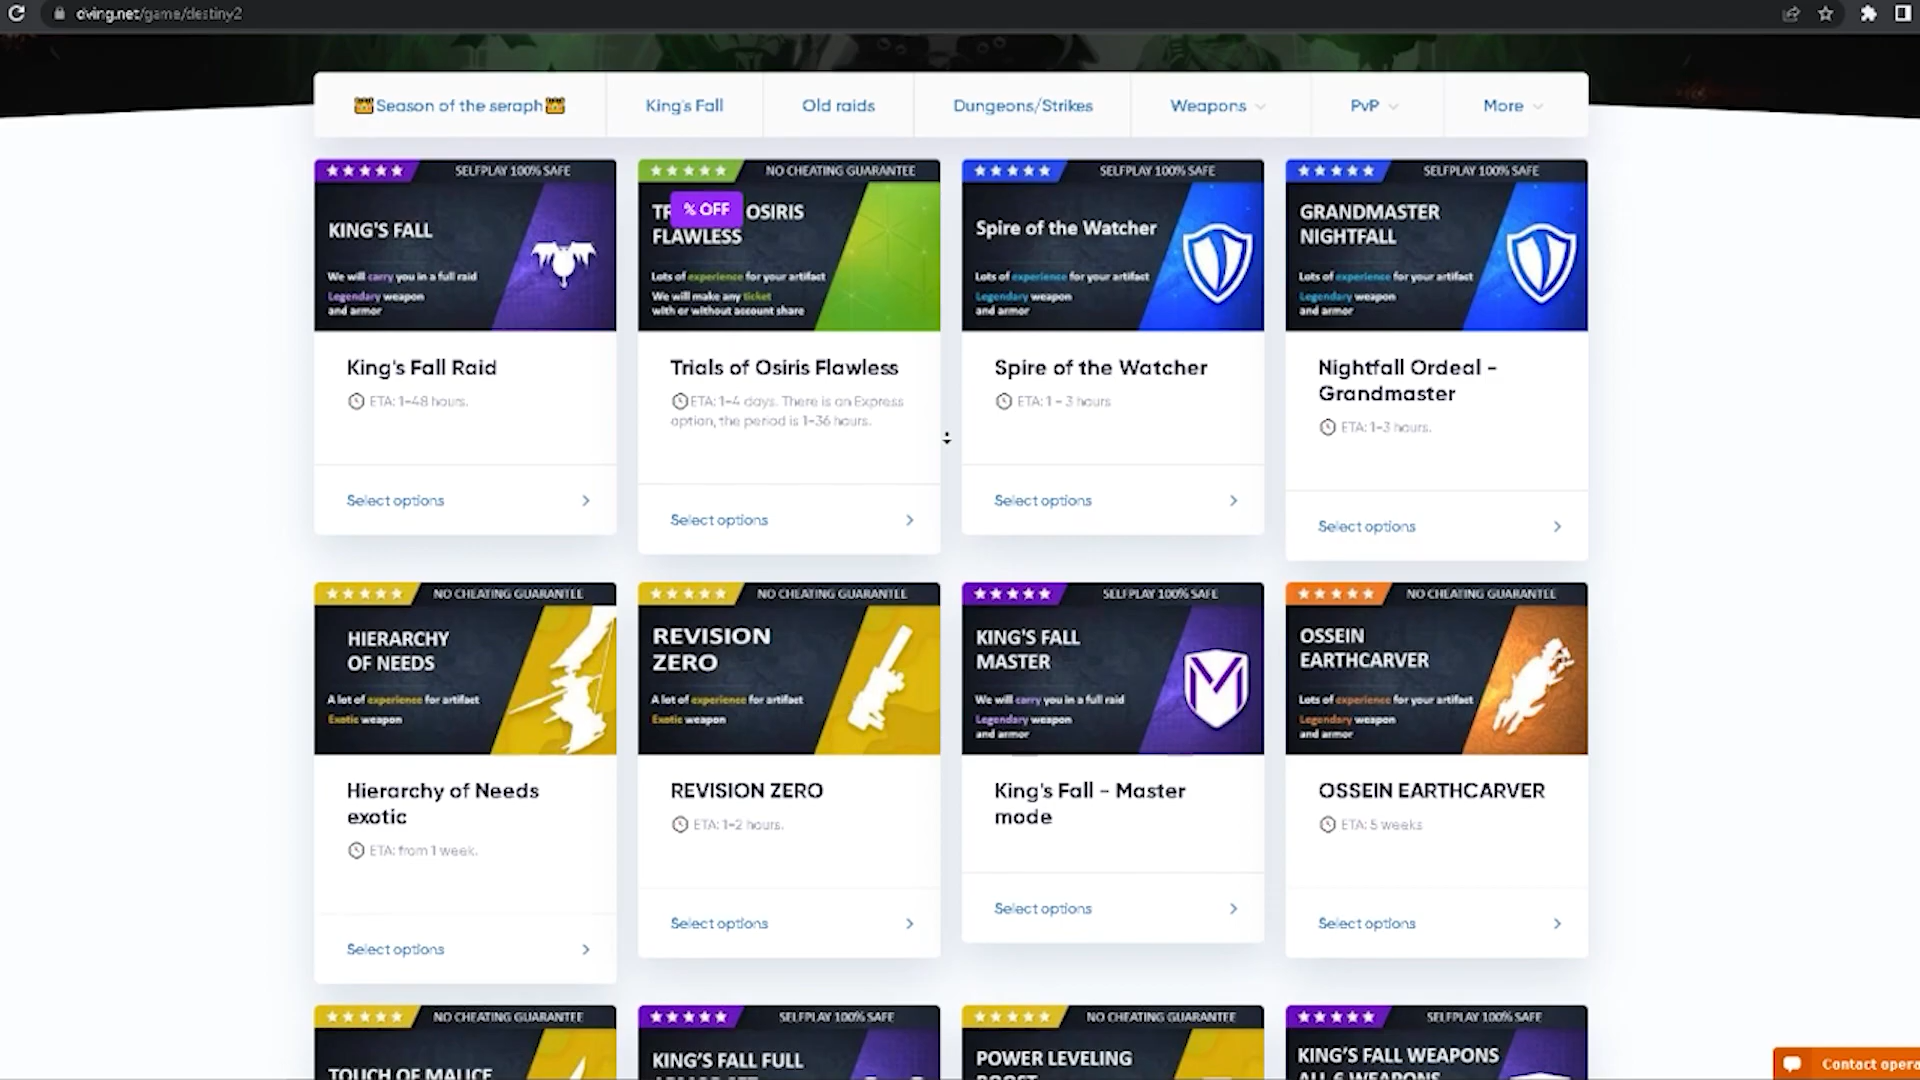 dving.net/game/destiny2
Season of the seraph
King's Fall
Old raids
Dungeons/Strikes
Weapons
PvP
More
SELFPLAY 100% SAFE
KING'S FALL
We will carry you in a full raid
Legendary weapon
and armor
King's Fall Raid
ETA: 1-48 hours.
Select options
NO CHEATING GUARANTEE
% OFF
OSIRIS
FLAWLESS
Lots of experience for your artifact
We will make any ticket
with or without account share
Trials of Osiris Flawless
ETA: 1-4 days. There is an Express
option, the period is 1-36 hours.
Select options
SELFPLAY 100% SAFE
Spire of the Watcher
Lots of experience for your artifact
Legendary weapon
and armor
Spire of the Watcher
ETA: 1 - 3 hours
Select options
SELFPLAY 100% SAFE
GRANDMASTER
NIGHTFALL
Lots of experience for your artifact
Legendary weapon
and armor
Nightfall Ordeal -
Grandmaster
ETA: 1-3 hours.
Select options
NO CHEATING GUARANTEE
HIERARCHY
OF NEEDS
A lot of experience for artifact
Exotic weapon
Hierarchy of Needs
exotic
ETA: from 1 week.
Select options
NO CHEATING GUARANTEE
REVISION
ZERO
A lot of experience for artifact
Exotic weapon
REVISION ZERO
ETA: 1-2 hours.
Select options
SELFPLAY 100% SAFE
KING'S FALL
MASTER
We will carry you in a full raid
Legendary weapon
and armor
King's Fall - Master
mode
Select options
NO CHEATING GUARANTEE
OSSEIN
EARTHCARVER
Lots of experience for your artifact
Legendary weapon
and armor
OSSEIN EARTHCARVER
ETA: 5 weeks
Select options
NO CHEATING GUARANTEE
TOUCH OF MALICE
SELFPLAY 100% SAFE
KING'S FALL FULL
NO CHEATING GUARANTEE
POWER LEVELING
SELFPLAY 100% SAFE
KING'S FALL WEAPONS
ALL 6 WEAPONS
Contact opera